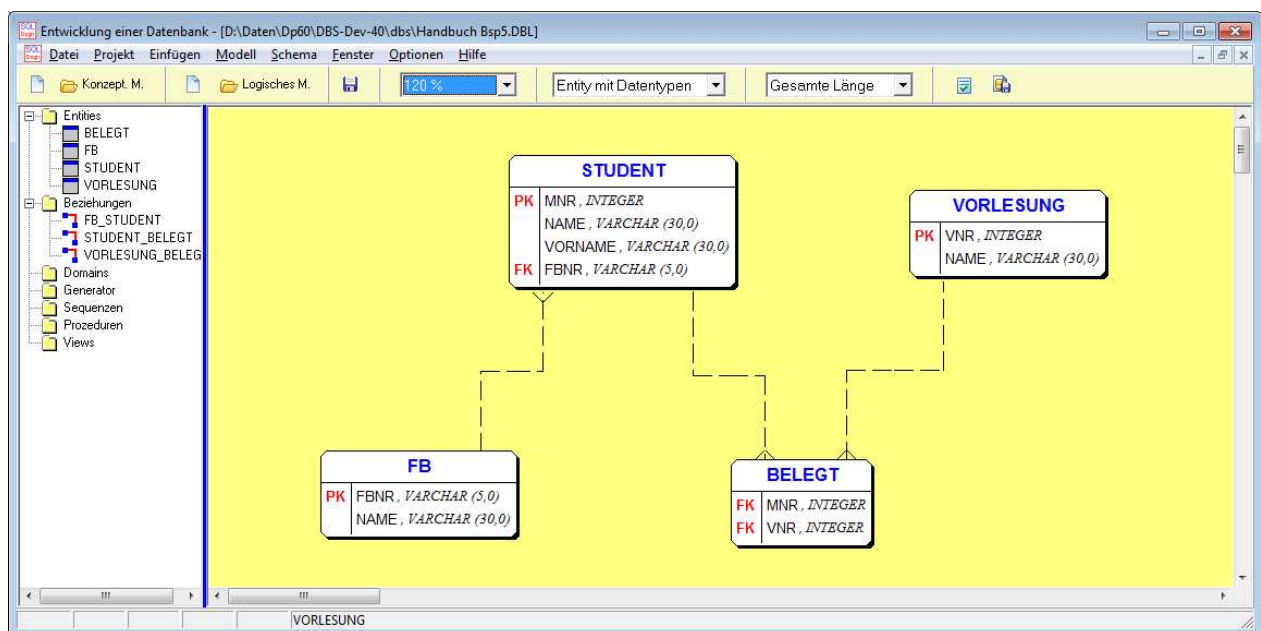 Entwicklung einer Datenbank - [D:\Daten\Dp60\DBS-Dev-40\dbs\Handbuch Bsp5.DBL]
Datei Projekt Einfügen Modell Schema Fenster Optionen Hilfe
Konzept. M. Logisches M. 120 % Entity mit Datentypen Gesamte Länge
Entities
BELEGT
FB
STUDENT
VORLESUNG
Beziehungen
FB_STUDENT
STUDENT_BELEGT
VORLESUNG_BELEG
Domains
Generator
Sequenzen
Prozeduren
Views
STUDENT
PK MNR , INTEGER
NAME , VARCHAR (30,0)
VORNAME , VARCHAR (30,0)
FK FBNR , VARCHAR (5,0)
VORLESUNG
PK VNR , INTEGER
NAME , VARCHAR (30,0)
FB
PK FBNR , VARCHAR (5,0)
NAME , VARCHAR (30,0)
BELEGT
FK MNR , INTEGER
FK VNR , INTEGER
VORLESUNG